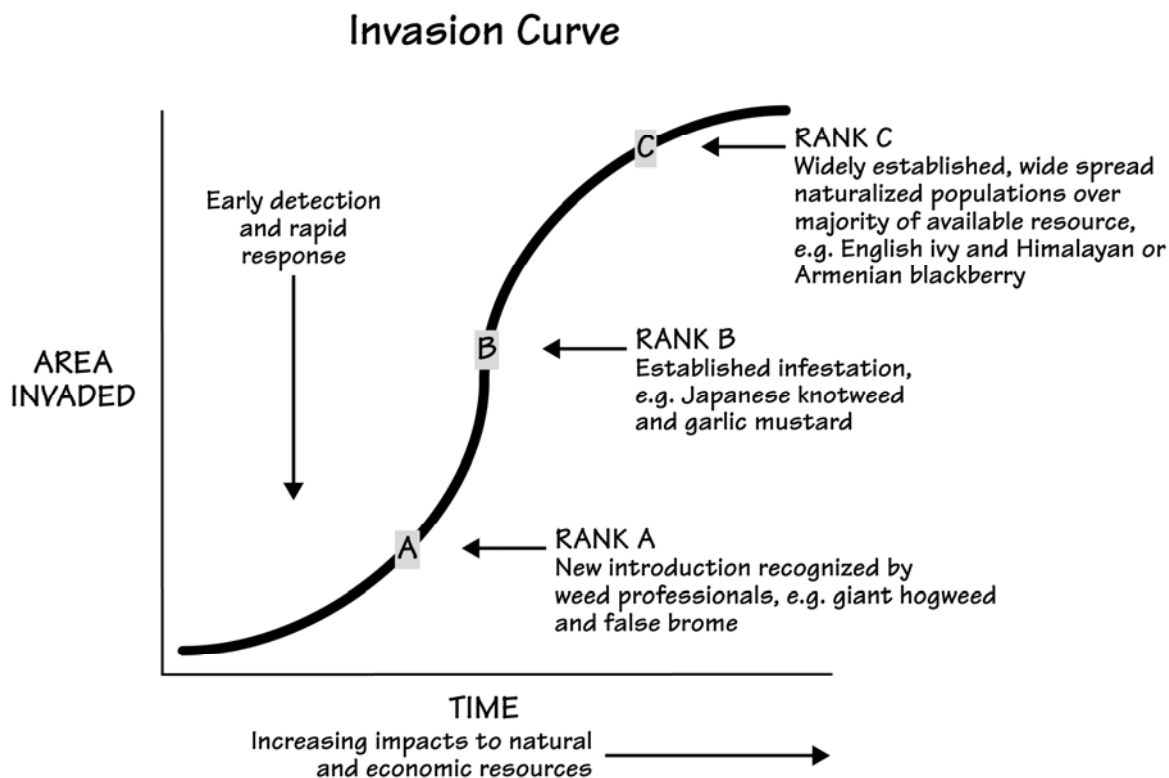 Invasion Curve
Early detection
and rapid
response
AREA
INVADED
C
RANK C
Widely established, wide spread
naturalized populations over
majority of available resource,
e.g. English ivy and Himalayan or
Armenian blackberry
B
RANK B
Established infestation,
e.g. Japanese knotweed
and garlic mustard
A
RANK A
New introduction recognized by
weed professionals, e.g. giant hogweed
and false brome
TIME
Increasing impacts to natural
and economic resources